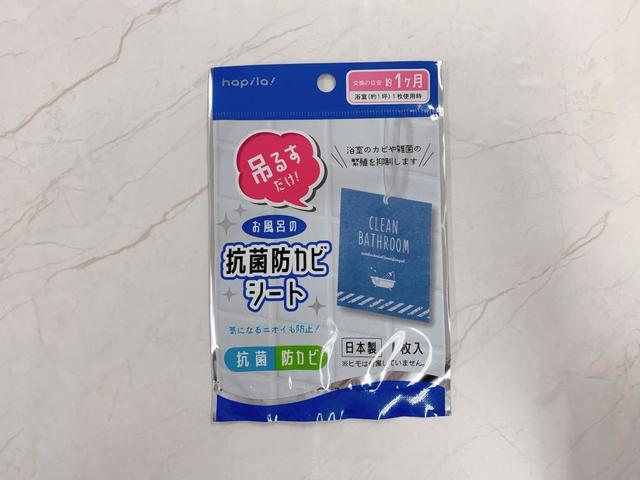 hapila!
交換の目安 約1ヶ月
浴室(約1坪)1枚使用時
吊るす
だけ!
浴室のカビや雑菌の
繁殖を抑制します
お風呂の
抗菌防カビ
シート
CLEAN
BATHROOM
気になるニオイも防止!
抗菌 防カビ
日本製 1枚入
※ヒモは付属していません。